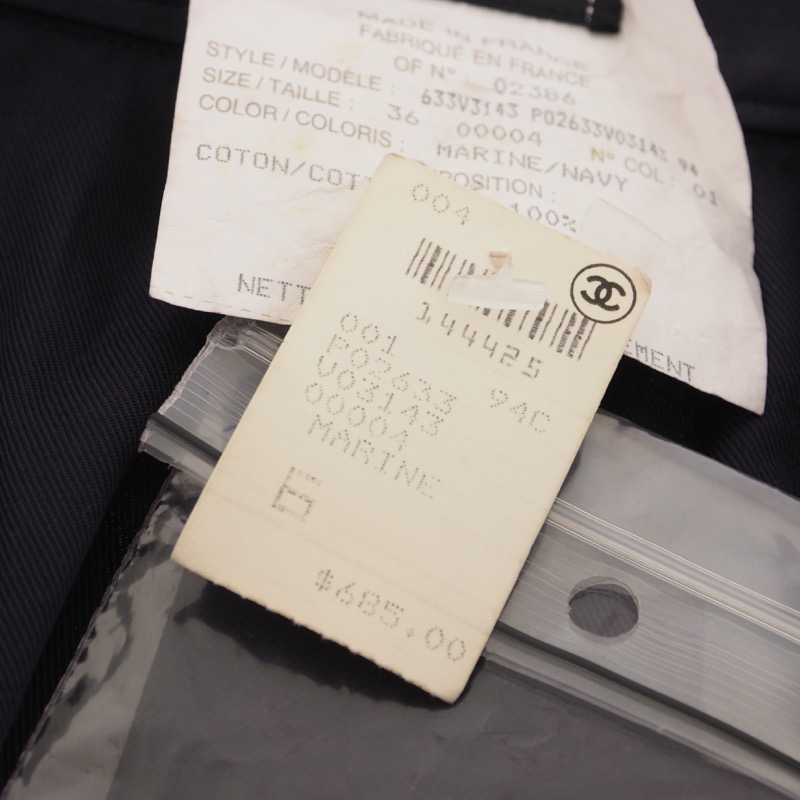 MADE IN FRANCE
FABRIQUÉ EN FRANCE
OF N° : 02386
STYLE / MODÈLE : 633V3143 P02633V03143 94
SIZE / TAILLE : 36 00004 N° COL : 01
COLOR / COLORIS : MARINE/NAVY
COTON/COT
100%
NETT
EMENT
004
144425
001
P02633 94C
V03143
00004
MARINE
6
$685.00